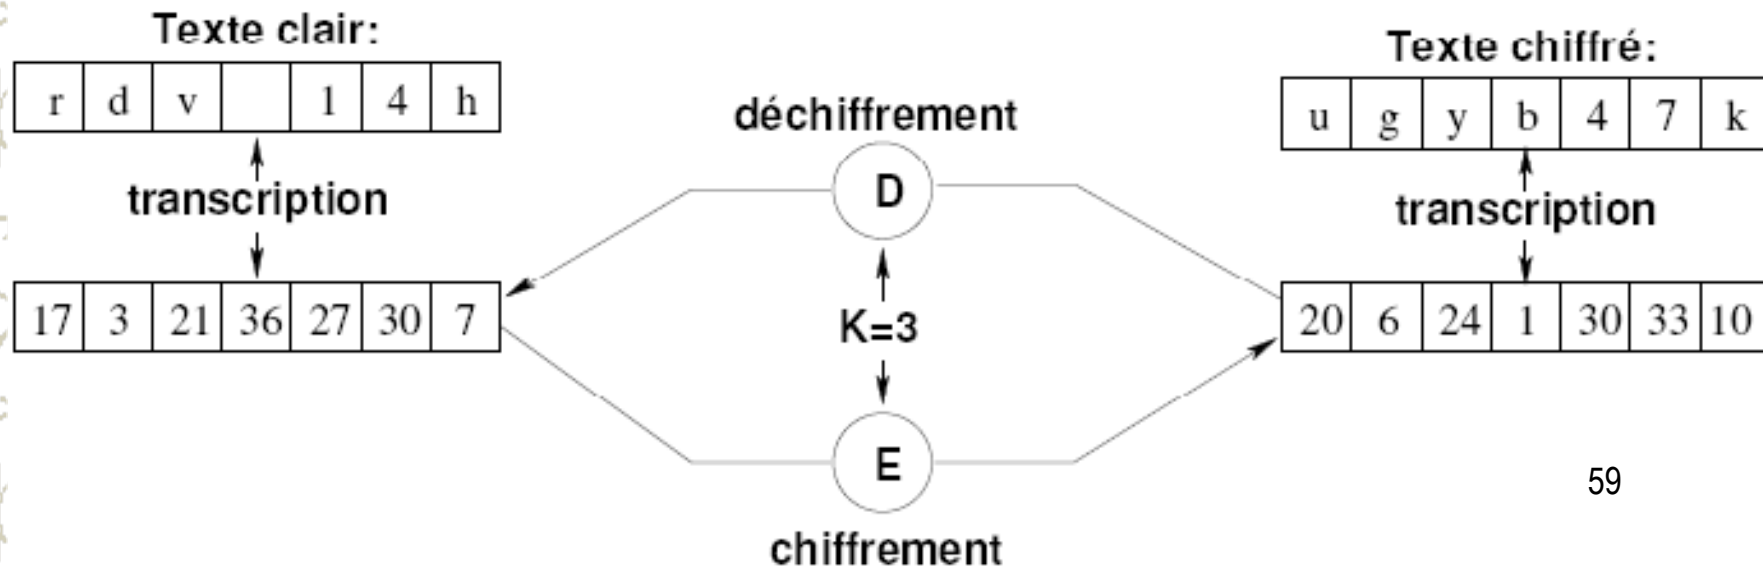 Texte clair:
r d v 1 4 h
transcription
17 3 21 36 27 30 7
déchiffrement
D
K=3
E
chiffrement
Texte chiffré:
u g y b 4 7 k
transcription
20 6 24 1 30 33 10
59